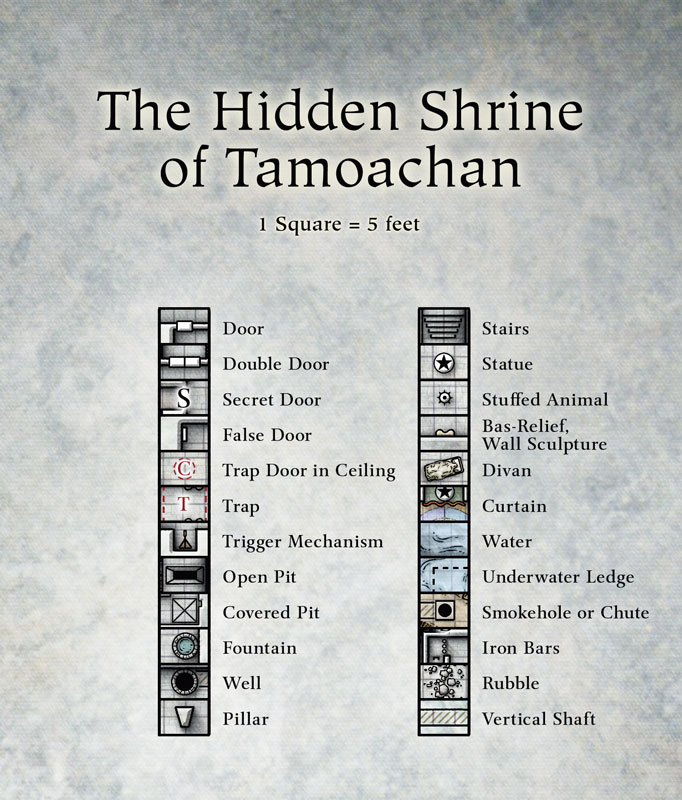 The Hidden Shrine
of Tamoachan
1 Square = 5 feet
Door
Double Door
S
Secret Door
False Door
C
Trap Door in Ceiling
T
Trap
Trigger Mechanism
Open Pit
Covered Pit
Fountain
Well
Pillar
Stairs
Statue
Stuffed Animal
Bas-Relief,
Wall Sculpture
Divan
Curtain
Water
Underwater Ledge
Smokehole or Chute
Iron Bars
Rubble
Vertical Shaft